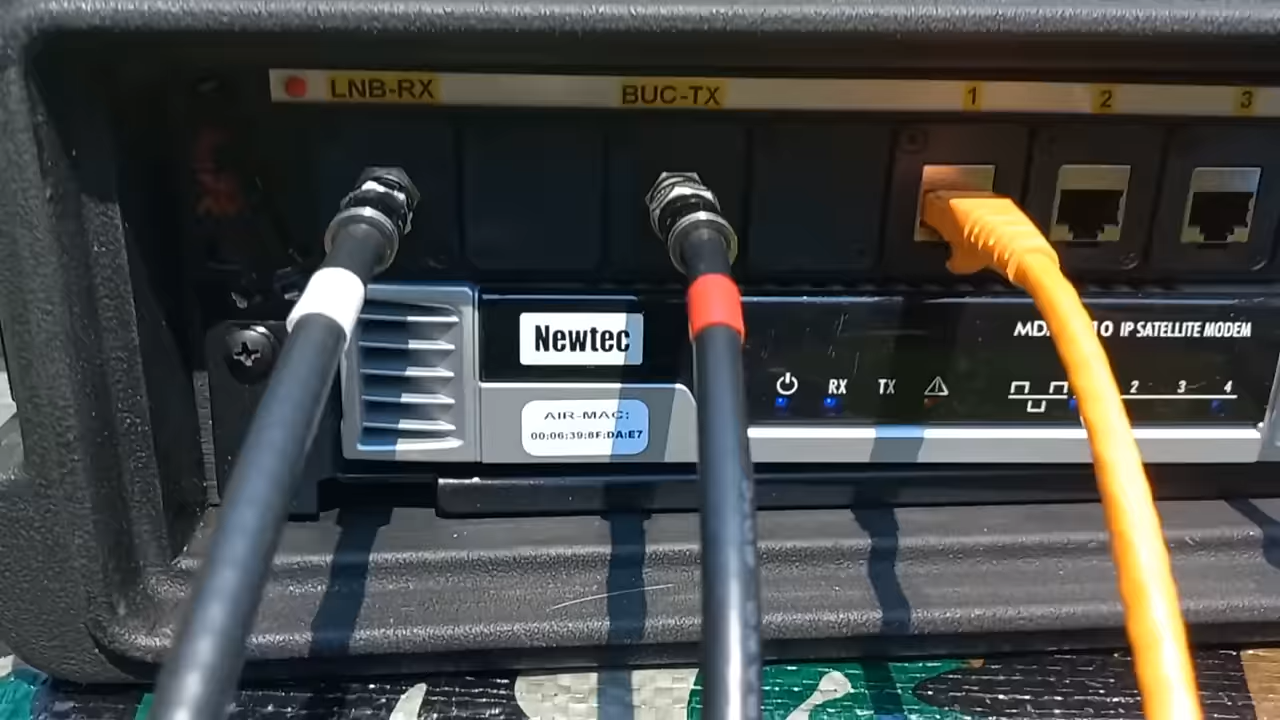 LNB-RX BUC-TX 1 2 3
Newtec
IP SATELLITE MODEM
RX TX
2 3 4
AIR-MAC:
00:06:39:8F:DA:E7